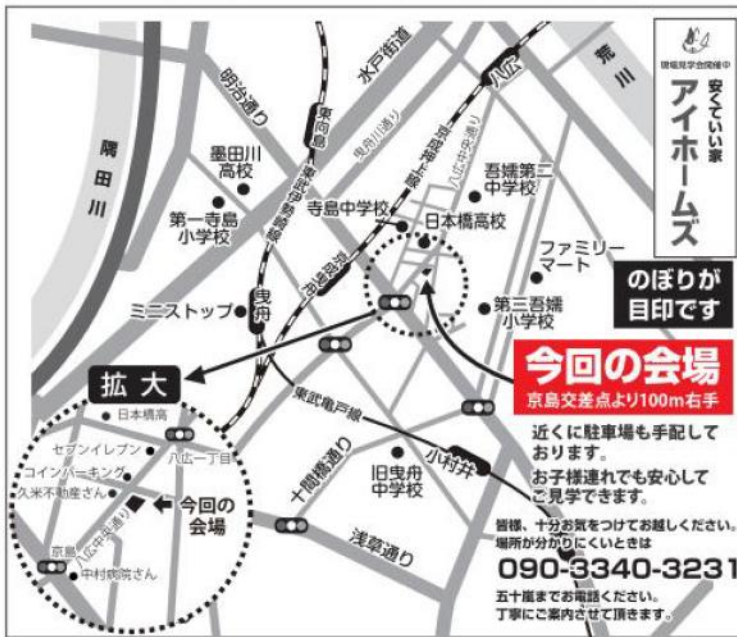 隅田川
明治通り
水戸街道
荒川
八広
東向島
曳舟川通り
京成押上線
八広中央通り
東武伊勢崎線
墨田川
高校
第一寺島
小学校
寺島中学校
吾嬬第二
中学校
日本橋高校
京成曳舟
ファミリー
マート
ミニストップ
曳舟
第三吾嬬
小学校
東武亀戸線
小村井
十間橋通り
旧曳舟
中学校
浅草通り
拡大
日本橋高
セブンイレブン
八広一丁目
コインパーキング
久米不動産さん
今回の
会場
八広中央通り
京島
中村病院さん
現場見学会開催中
安くていい家
アイホームズ
のぼりが
目印です
今回の会場
京島交差点より100m右手
近くに駐車場も手配して
おります。
お子様連れでも安心して
ご見学できます。
皆様、十分お気をつけてお越しください。
場所が分かりにくいときは
090-3340-3231
五十嵐までお電話ください。
丁寧にご案内させて頂きます。